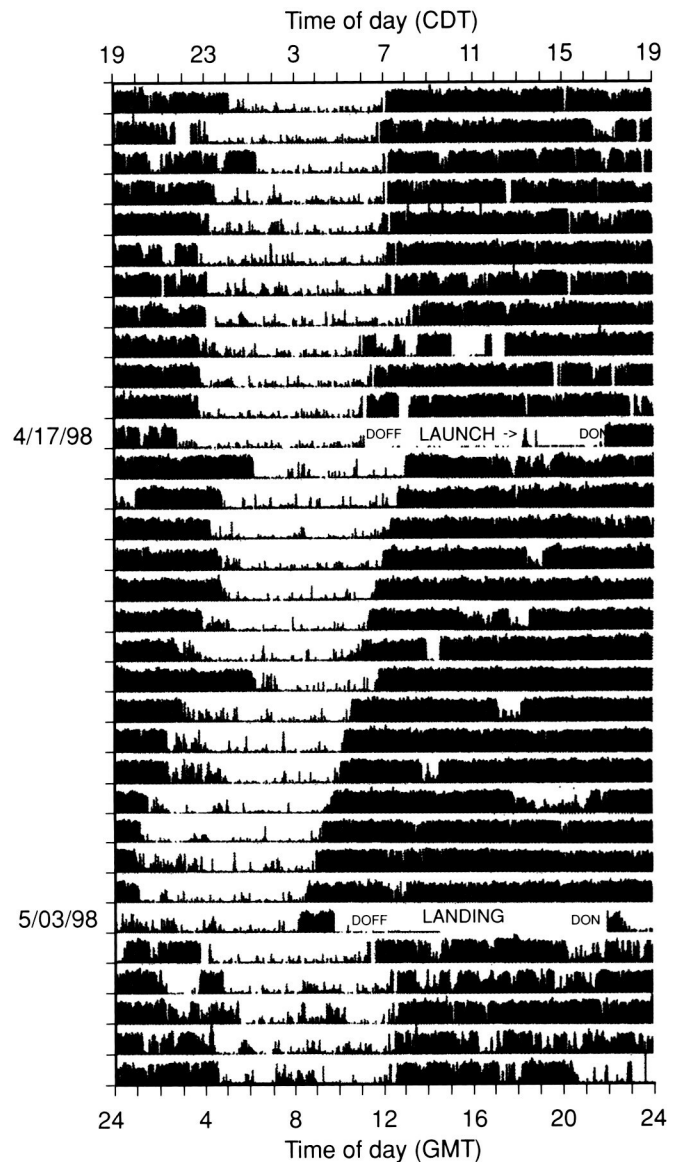 Time of day (CDT)
19 23 3 7 11 15 19
4/17/98 DOFF LAUNCH -> DON
5/03/98 DOFF LANDING DON
24 4 8 12 16 20 24
Time of day (GMT)